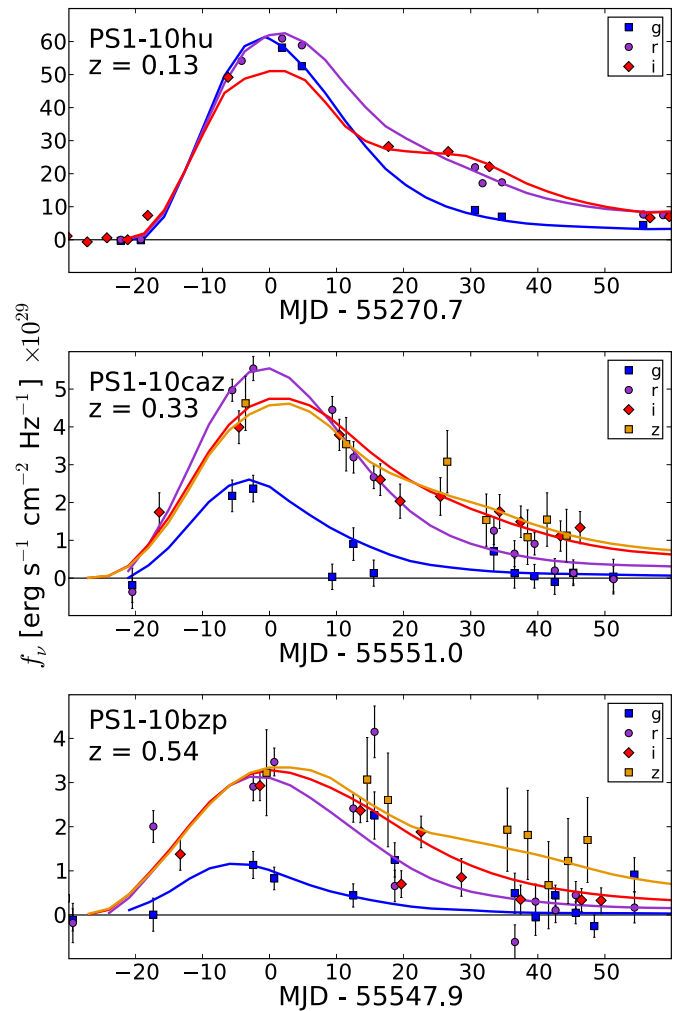 PS1-10hu
z = 0.13
g
r
i
60
50
40
30
20
10
0
−20 −10 0 10 20 30 40 50
MJD - 55270.7
f_ν [erg s⁻¹ cm⁻² Hz⁻¹] ×10²⁹
PS1-10caz
z = 0.33
g
r
i
z
5
4
3
2
1
0
−20 −10 0 10 20 30 40 50
MJD - 55551.0
PS1-10bzp
z = 0.54
g
r
i
z
4
3
2
1
0
−20 −10 0 10 20 30 40 50
MJD - 55547.9